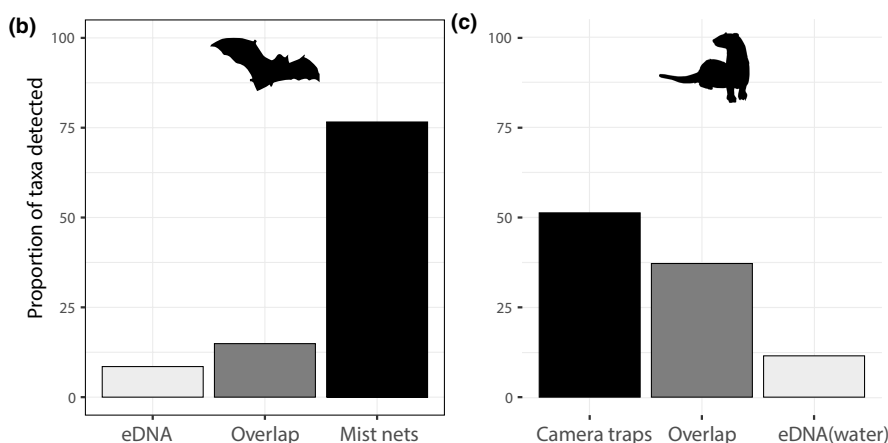 (b)
Proportion of taxa detected
100
75
50
25
0
eDNA Overlap Mist nets
(c)
100
75
50
25
0
Camera traps Overlap eDNA(water)